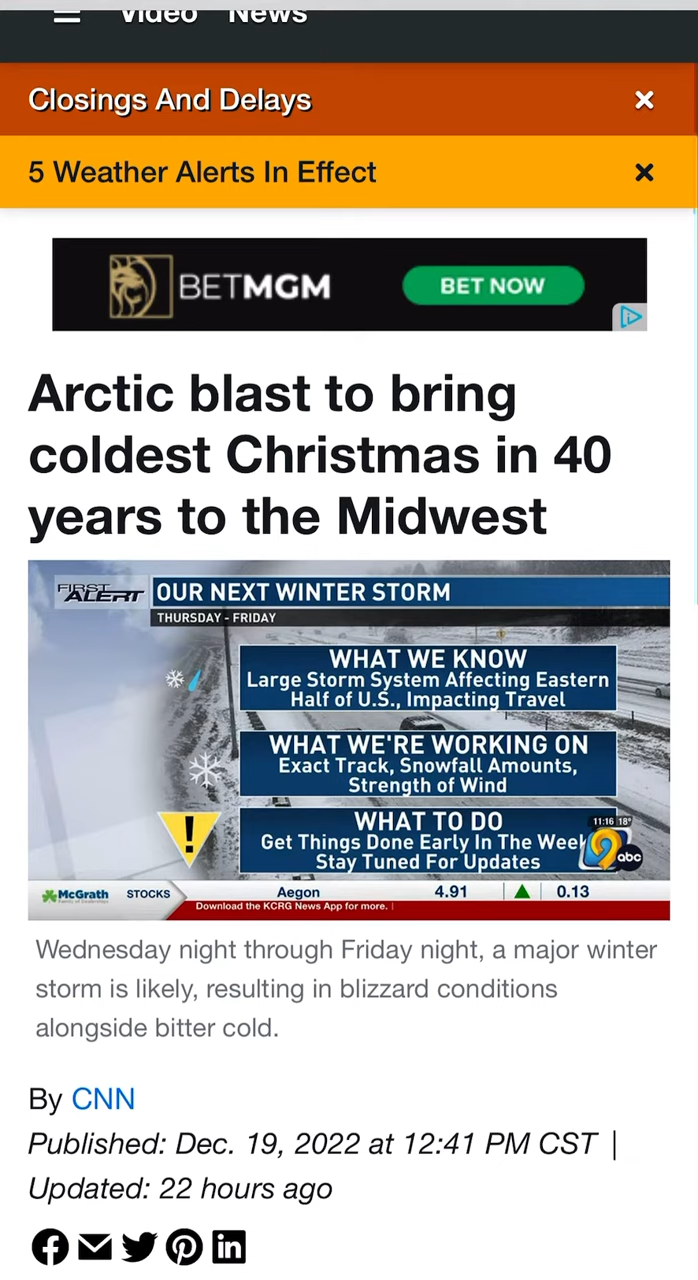 Video News
Closings And Delays
5 Weather Alerts In Effect
BETMGM
BET NOW
Arctic blast to bring
coldest Christmas in 40
years to the Midwest
FIRST
ALERT
OUR NEXT WINTER STORM
THURSDAY - FRIDAY
WHAT WE KNOW
Large Storm System Affecting Eastern
Half of U.S., Impacting Travel
WHAT WE'RE WORKING ON
Exact Track, Snowfall Amounts,
Strength of Wind
WHAT TO DO
Get Things Done Early In The Week
Stay Tuned For Updates
11:16 18°
9
abc
McGrath
Family of Dealerships
STOCKS
Aegon 4.91 0.13
Download the KCRG News App for more.
Wednesday night through Friday night, a major winter
storm is likely, resulting in blizzard conditions
alongside bitter cold.
By CNN
Published: Dec. 19, 2022 at 12:41 PM CST |
Updated: 22 hours ago